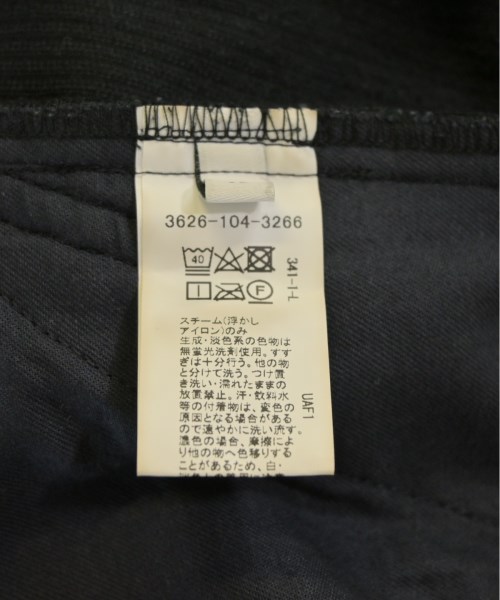 3626-104-3266
40
F
341-1-L
スチーム(浮かし
アイロン)のみ
生成・淡色系の色物は
無蛍光洗剤使用。すす
ぎは十分行う。他の物
と分けて洗う。つけ置
き洗い・濡れたままの
放置禁止。汗・飲料水
等の付着物は、変色の
原因となる場合がある
ので速やかに洗い流す。
濃色の場合、摩擦によ
り他の物へ色移りする
ことがあるため、白・
UAF1